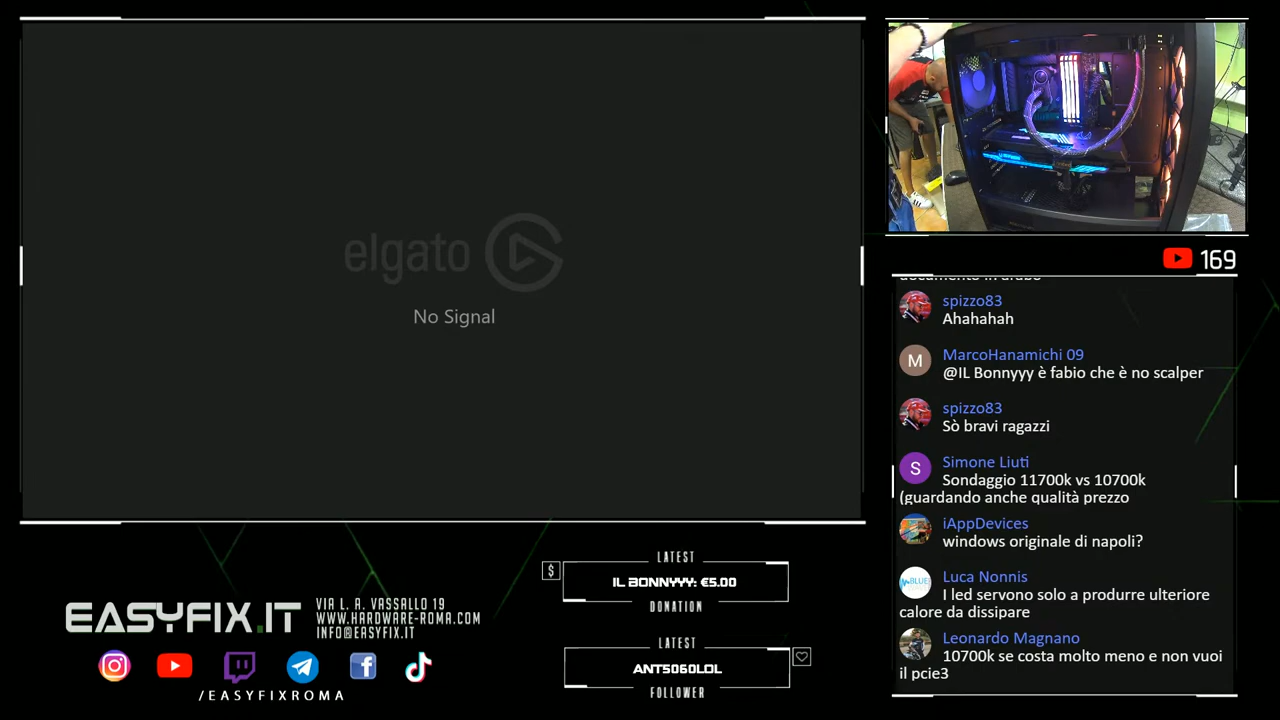 elgato
No Signal
169
spizzo83
Ahahahah
MarcoHanamichi 09
M
@IL Bonnyyy è fabio che è no scalper
spizzo83
Sò bravi ragazzi
Simone Liuti
S
Sondaggio 11700k vs 10700k
(guardando anche qualità prezzo
iAppDevices
windows originale di napoli?
Luca Nonnis
BLUE
I led servono solo a produrre ulteriore
calore da dissipare
Leonardo Magnano
10700k se costa molto meno e non vuoi
il pcie3
EASYFIX.IT
VIA L. A. VASSALLO 19
WWW.HARDWARE-ROMA.COM
INFO@EASYFIX.IT
/EASYFIXROMA
LATEST
$
IL BONNYYY: €5.00
DONATION
LATEST
ANTS060LOL
FOLLOWER